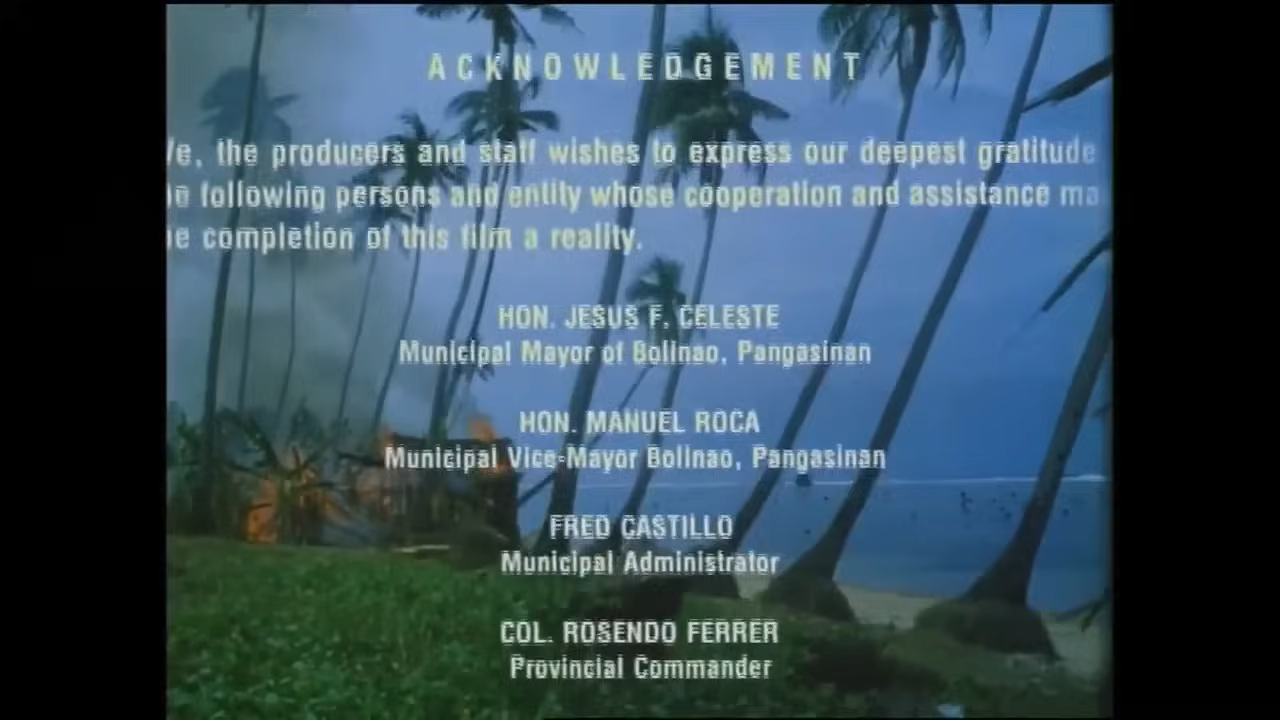 ACKNOWLEDGEMENT
e, the producers and staff wishes to express our deepest gratitude
following persons and entity whose cooperation and assistance ma
e completion of this film a reality.
HON. JESUS F. CELESTE
Municipal Mayor of Bolinao, Pangasinan
HON. MANUEL ROCA
Municipal Vice-Mayor Bolinao, Pangasinan
FRED CASTILLO
Municipal Administrator
COL. ROSENDO FERRER
Provincial Commander